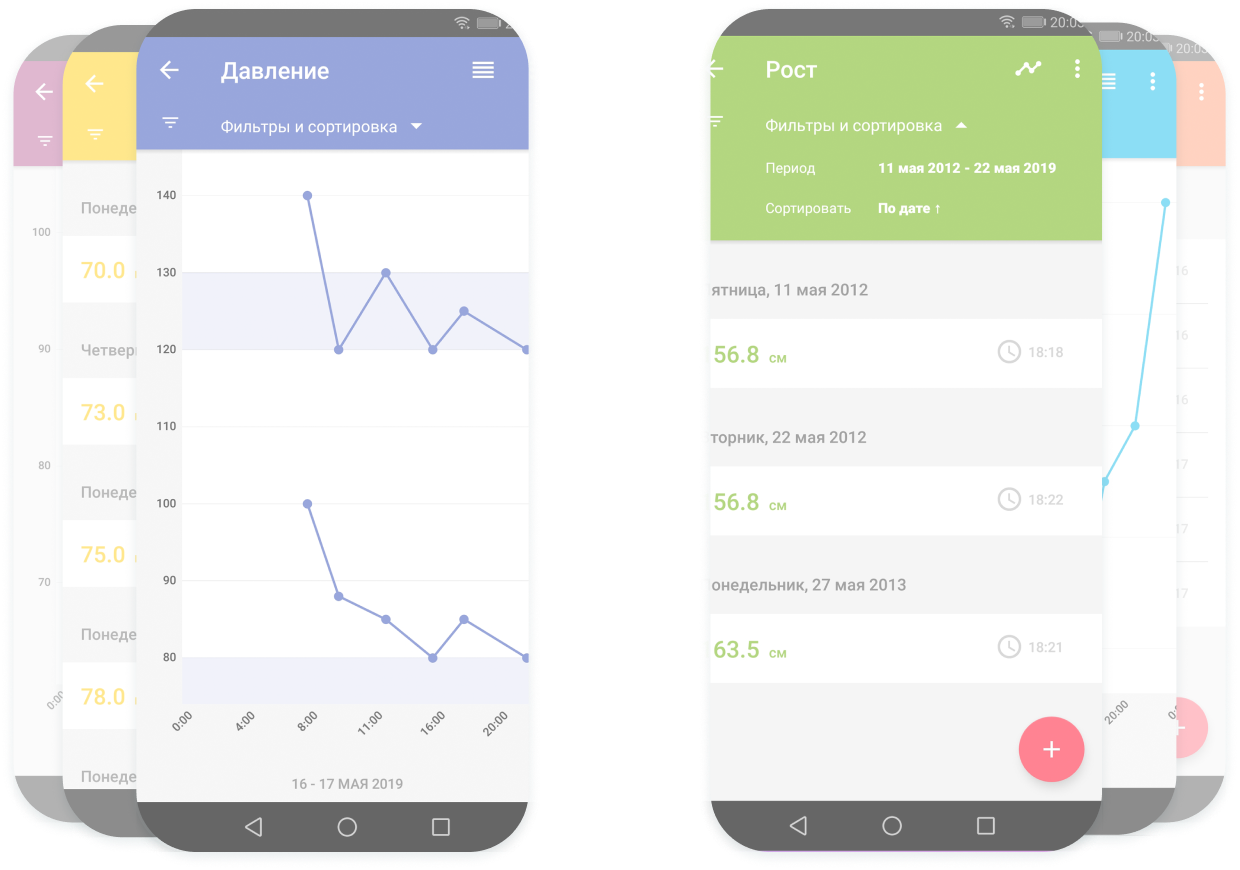 Давление
Фильтры и сортировка
140
130
120
110
100
90
80
0:00
4:00
8:00
11:00
16:00
20:00
16 - 17 МАЯ 2019
100
90
80
70
0:00
Понеде
70.0
Четверг
73.0
Понеде
75.0
Понеде
78.0
Понеде
20:03
Рост
Фильтры и сортировка
Период 11 мая 2012 - 22 мая 2019
Сортировать По дате ↑
ятница, 11 мая 2012
56.8 см 18:18
торник, 22 мая 2012
56.8 см 18:22
онедельник, 27 мая 2013
63.5 см 18:21
+
20:03
20:00
20:03
16
16
16
17
17
17
+